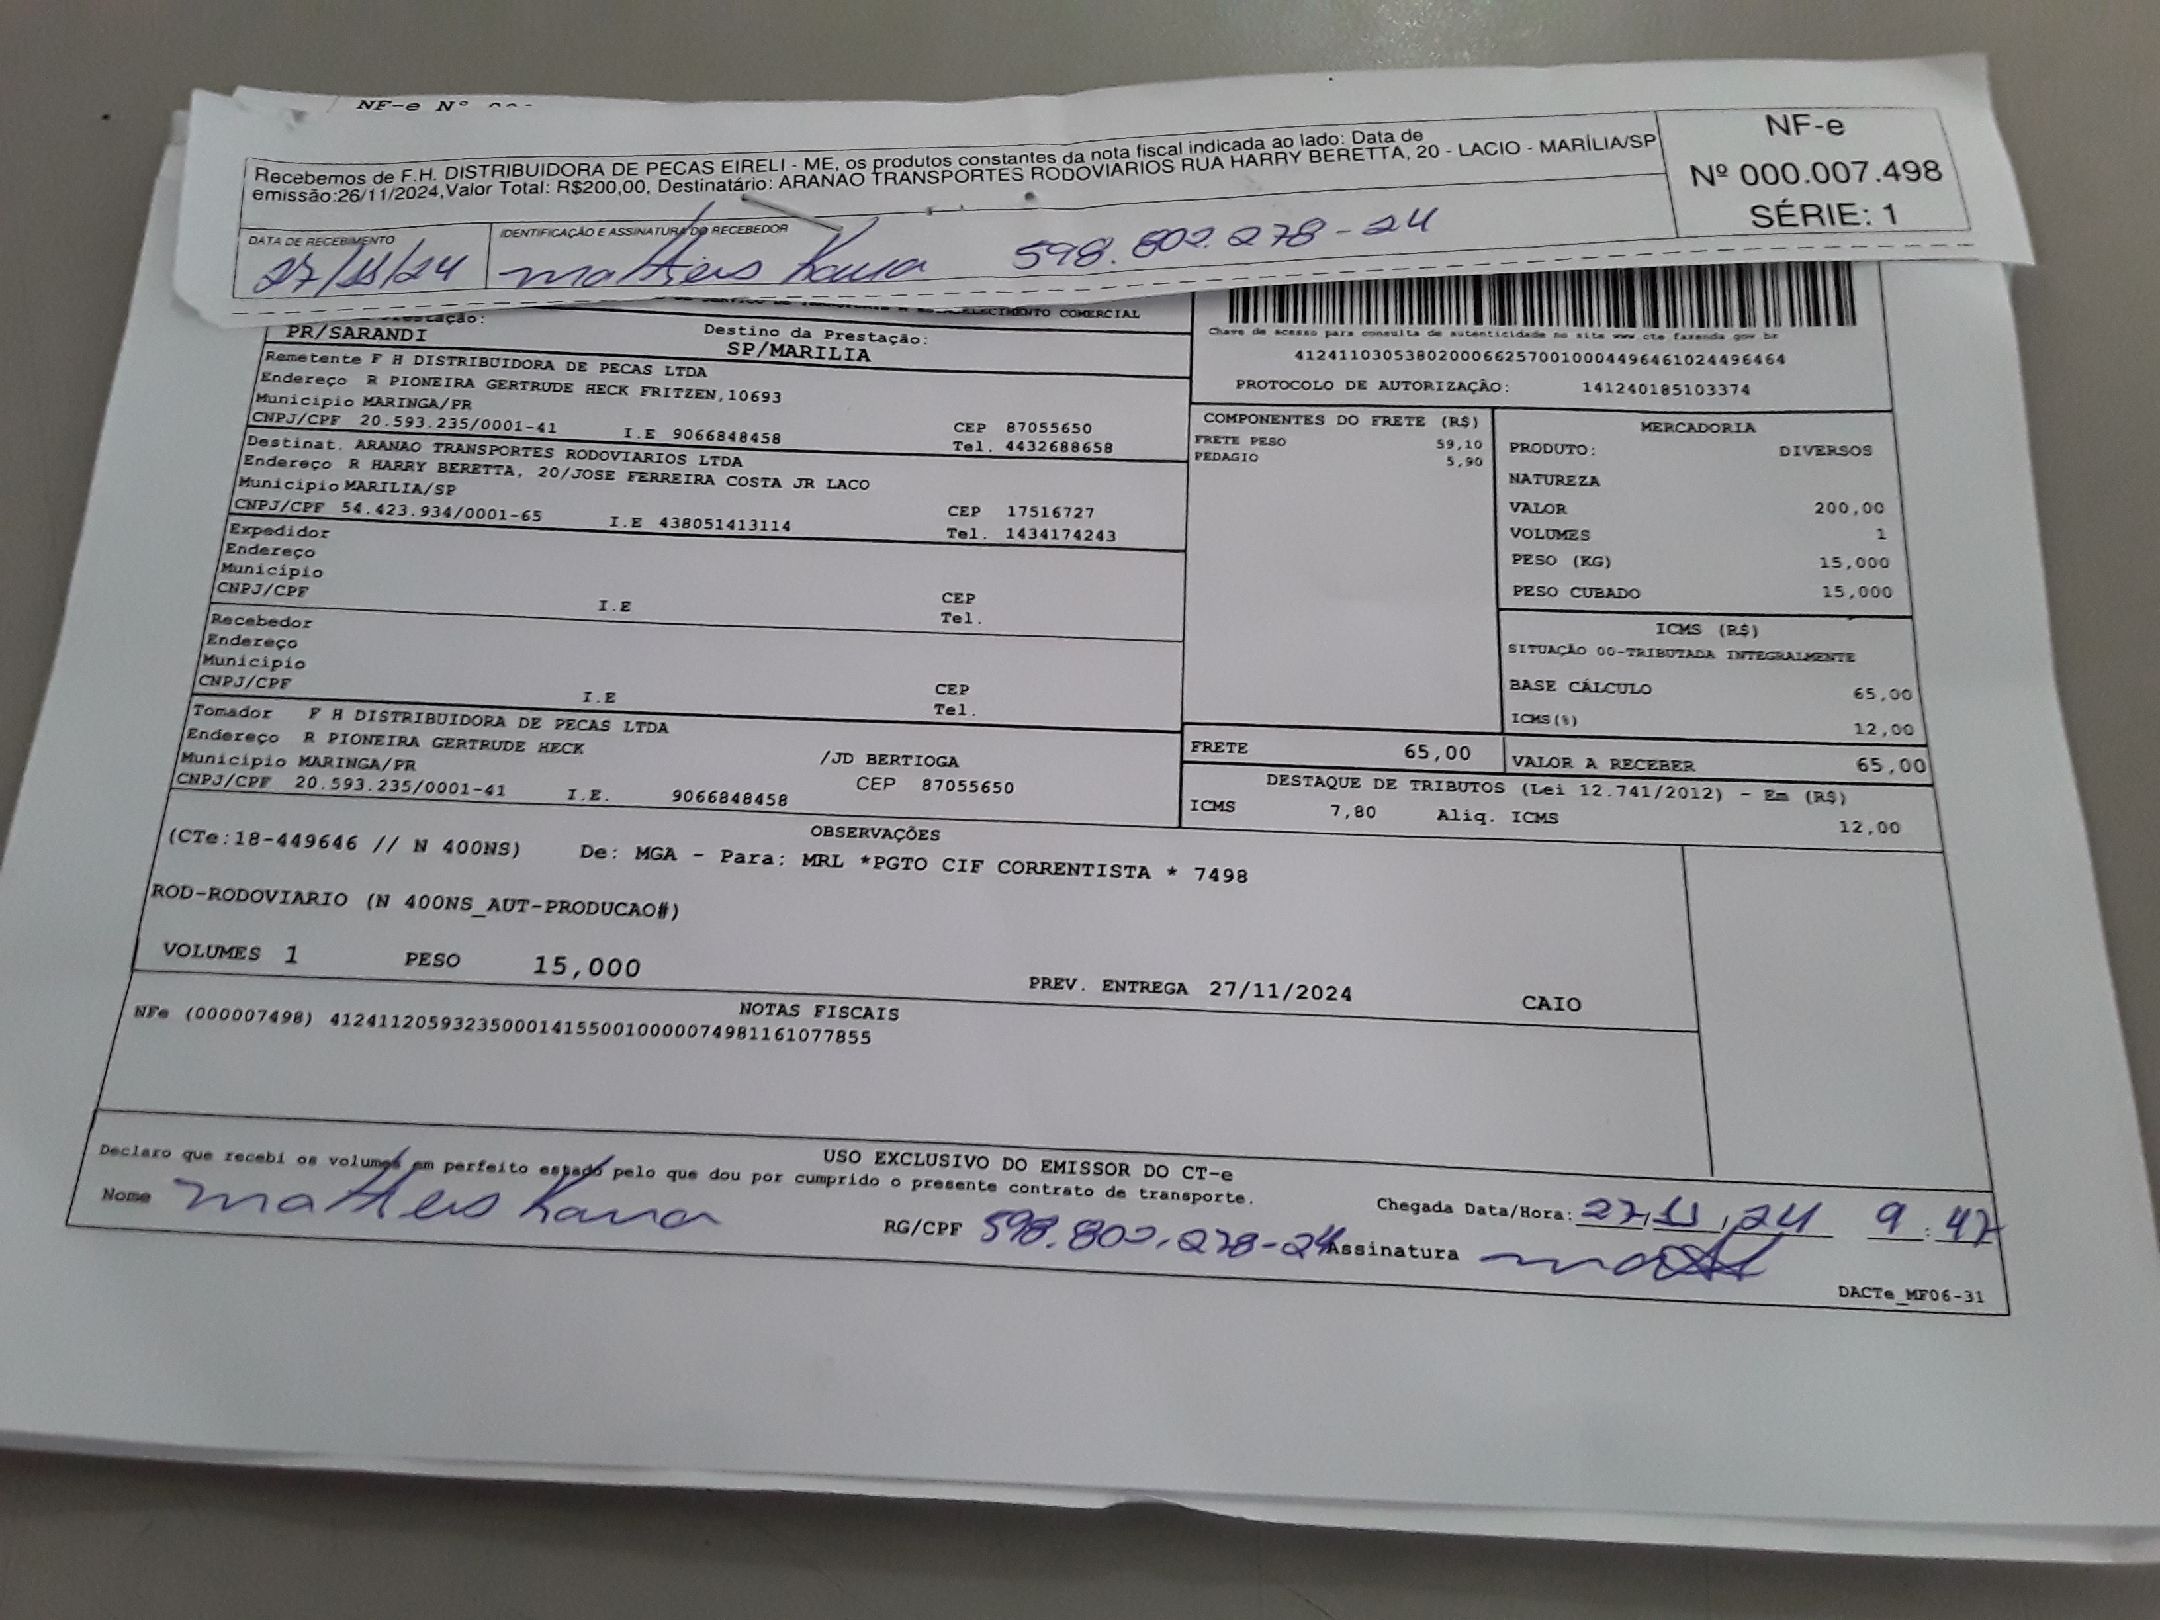 NF-e Nº
Recebemos de F.H. DISTRIBUIDORA DE PECAS EIRELI - ME, os produtos constantes da nota fiscal indicada ao lado: Data de
emissão:26/11/2024,Valor Total: R$200,00, Destinatário: ARANAO TRANSPORTES RODOVIARIOS RUA HARRY BERETTA, 20 - LACIO - MARÍLIA/SP
NF-e
Nº 000.007.498
SÉRIE: 1
DATA DE RECEBIMENTO
27/11/24
IDENTIFICAÇÃO E ASSINATURA DO RECEBEDOR
598.802.278-24
COMERCIAL
PR/SARANDI
Destino da Prestação:
SP/MARILIA
Remetente F H DISTRIBUIDORA DE PECAS LTDA
Endereço R PIONEIRA GERTRUDE HECK FRITZEN,10693
Município MARINGA/PR
CEP 87055650
CNPJ/CPF 20.593.235/0001-41 I.E 9066848458 Tel. 4432688658
Destinat. ARANAO TRANSPORTES RODOVIARIOS LTDA
Endereço R HARRY BERETTA, 20/JOSE FERREIRA COSTA JR LACO
Município MARILIA/SP
CEP 17516727
CNPJ/CPF 54.423.934/0001-65 I.E 438051413114 Tel. 1434174243
Expedidor
Endereço
Município
CEP
CNPJ/CPF I.E Tel.
Recebedor
Endereço
Município
CEP
CNPJ/CPF I.E Tel.
Tomador F H DISTRIBUIDORA DE PECAS LTDA
Endereço R PIONEIRA GERTRUDE HECK /JD BERTIOGA
Município MARINGA/PR CEP 87055650
CNPJ/CPF 20.593.235/0001-41 I.E. 9066848458
Chave de acesso para consulta de autenticidade no site www cte fazenda gov br
41241103053802000662570010004496461024496464
PROTOCOLO DE AUTORIZAÇÃO: 141240185103374
COMPONENTES DO FRETE (R$)
FRETE PESO 59,10
PEDAGIO 5,90
MERCADORIA
PRODUTO: DIVERSOS
NATUREZA
VALOR 200,00
VOLUMES 1
PESO (KG) 15,000
PESO CUBADO 15,000
ICMS (R$)
SITUAÇÃO 00-TRIBUTADA INTEGRALMENTE
BASE CÁLCULO 65,00
ICMS(%) 12,00
FRETE 65,00
VALOR A RECEBER 65,00
DESTAQUE DE TRIBUTOS (Lei 12.741/2012) - Em (R$)
ICMS 7,80 Aliq. ICMS 12,00
OBSERVAÇÕES
(CTe:18-449646 // N 400NS) De: MGA - Para: MRL *PGTO CIF CORRENTISTA * 7498
ROD-RODOVIARIO (N 400NS_AUT-PRODUCAO#)
VOLUMES 1 PESO 15,000 PREV. ENTREGA 27/11/2024 CAIO
NOTAS FISCAIS
NFe (000007498) 41241120593235000141550010000074981161077855
USO EXCLUSIVO DO EMISSOR DO CT-e
Declaro que recebi os volumes em perfeito estado pelo que dou por cumprido o presente contrato de transporte.
Chegada Data/Hora: 27,11,24 9:47
Nome
RG/CPF 598.802.278-24 Assinatura
DACTe_MF06-31